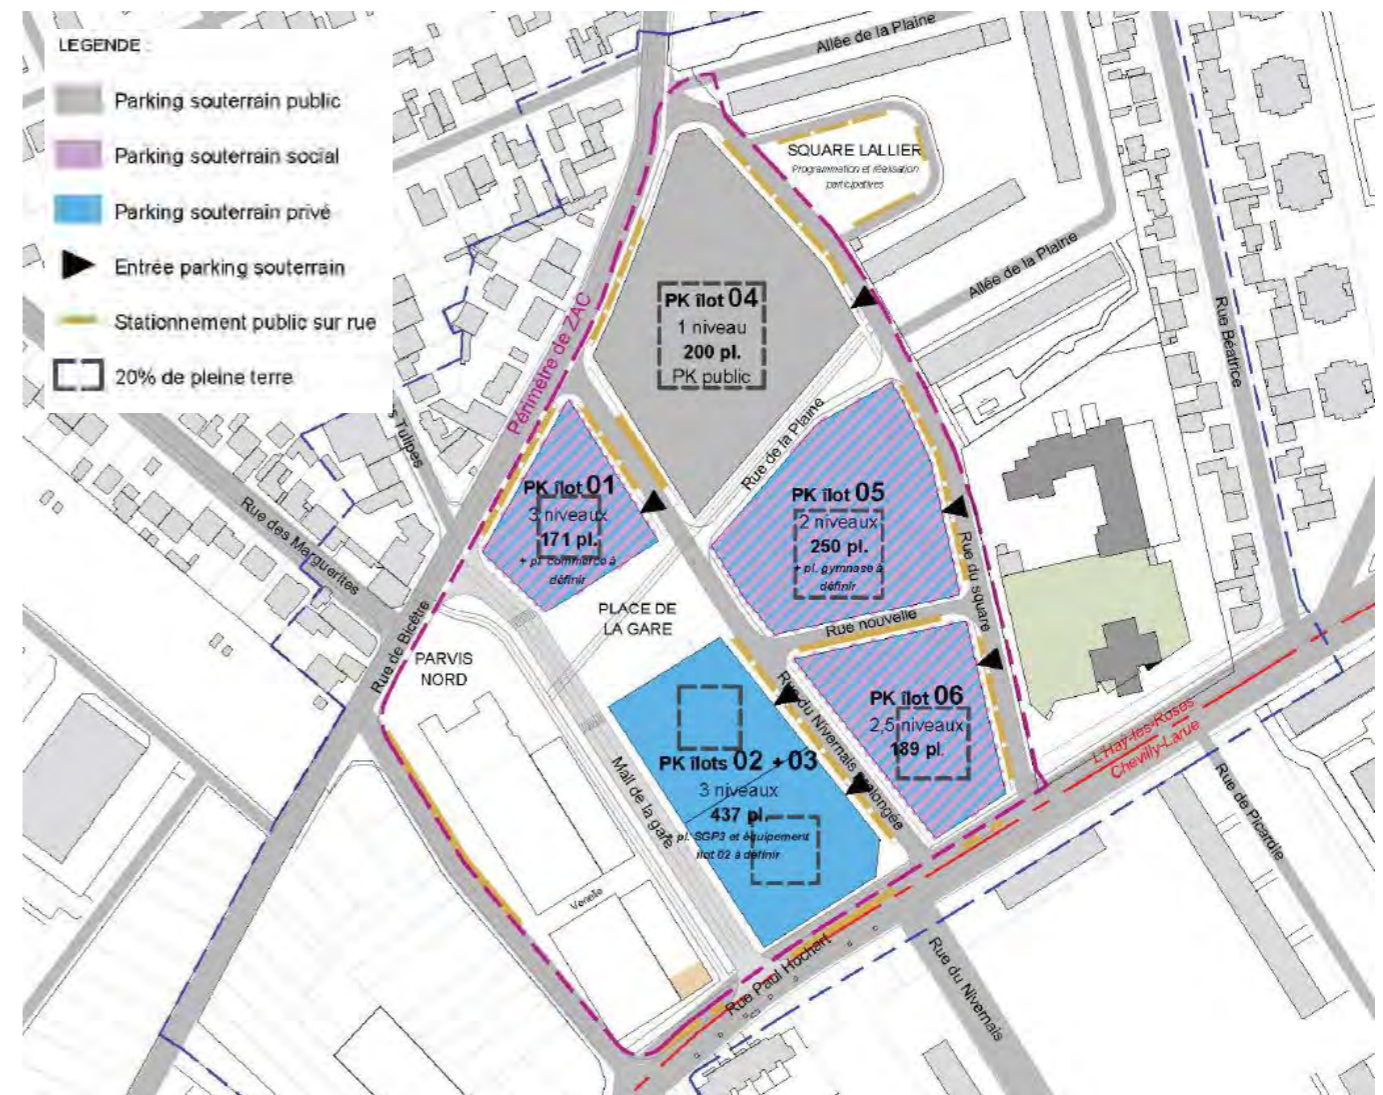 LEGENDE :
Parking souterrain public
Parking souterrain social
Parking souterrain privé
Entrée parking souterrain
Stationnement public sur rue
20% de pleine terre
Allée de la Plaine
SQUARE LALLIER
Programmation et réalisation
participatives
Allée de la Plaine
Rue Béatrice
Périmètre de ZAC
PK îlot 04
1 niveau
200 pl.
PK public
Rue de la Plaine
s Tulipes
Rue des Marguerites
PK îlot 01
3 niveaux
171 pl.
+ pl. commerce à
définir
PK îlot 05
2 niveaux
250 pl.
+ pl. gymnase à
définir
Rue du square
Rue nouvelle
PLACE DE
LA GARE
Rue de Bicêtre
PARVIS
NORD
PK îlot 06
2,5 niveaux
189 pl.
Rue du Nivernais prolongée
PK îlots 02 + 03
3 niveaux
437 pl.
pl. SGP3 et équipement
îlot 02 à définir
Mail de la gare
Venelle
L'Haÿ-les-Roses
Chevilly-Larue
Rue de Picardie
Rue Paul Hochart
Rue du Nivernais